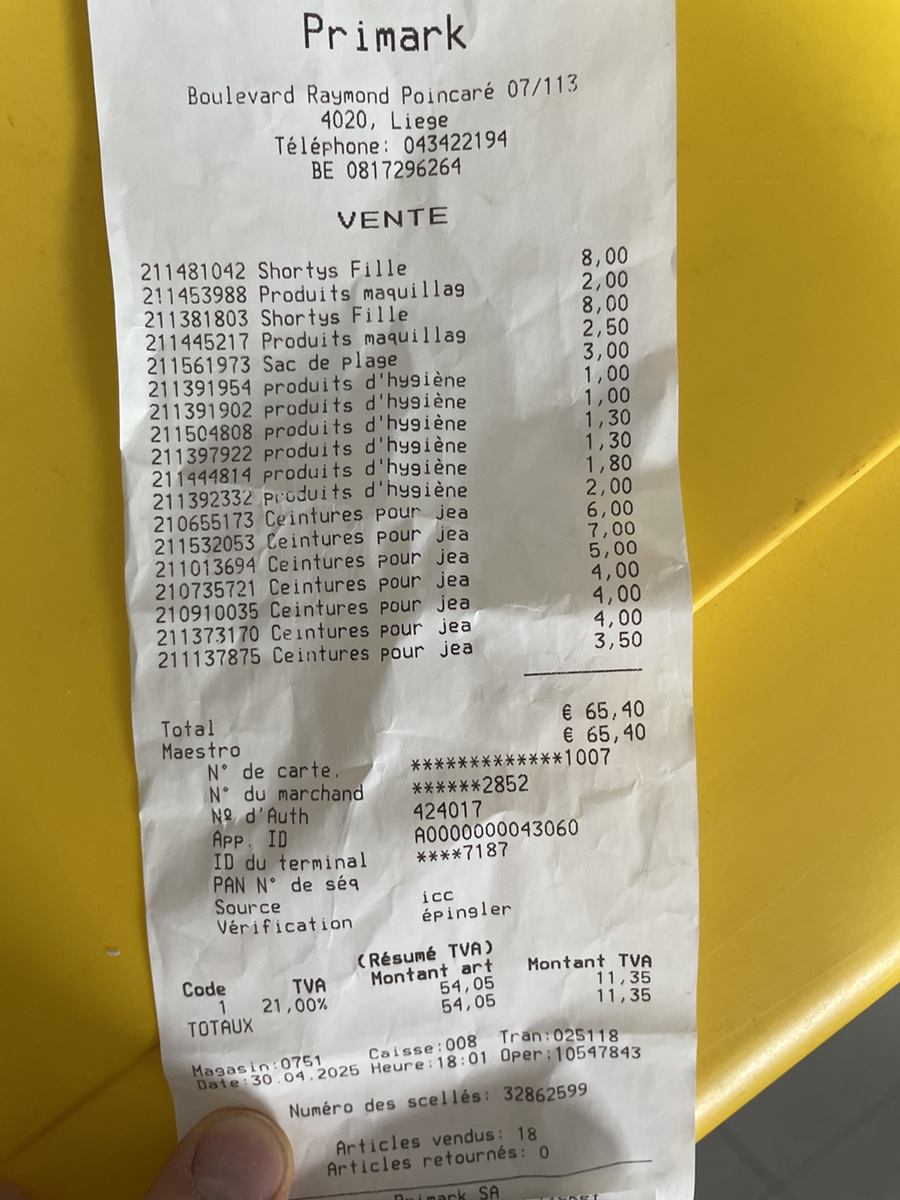 Primark
Boulevard Raymond Poincaré 07/113
4020, Liege
Téléphone: 043422194
BE 0817296264
VENTE
211481042 Shortys Fille 8,00
211453988 Produits maquillag 2,00
211381803 Shortys Fille 8,00
211445217 Produits maquillag 2,50
211561973 Sac de plage 3,00
211391954 produits d'hygiène 1,00
211391902 produits d'hygiène 1,00
211504808 produits d'hygiène 1,30
211397922 produits d'hygiène 1,30
211444814 produits d'hygiène 1,80
211392332 produits d'hygiène 2,00
210655173 Ceintures pour jea 6,00
211532053 Ceintures pour jea 7,00
211013694 Ceintures pour jea 5,00
210735721 Ceintures pour jea 4,00
210910035 Ceintures pour jea 4,00
211373170 Ceintures pour jea 4,00
211137875 Ceintures pour jea 3,50
Total € 65,40
Maestro € 65,40
N° de carte. *************1007
N° du marchand ******2852
Nº d'Auth 424017
App. ID A0000000043060
ID du terminal ****7187
PAN N° de séq
Source icc
Vérification épingler
(Résumé TVA)
Code TVA Montant art Montant TVA
1 21,00% 54,05 11,35
TOTAUX 54,05 11,35
Magasin:0751 Caisse:008 Tran:025118
Date:30.04.2025 Heure:18:01 Oper:10547843
Numéro des scellés: 32862599
Articles vendus: 18
Articles retournés: 0
Primark SA